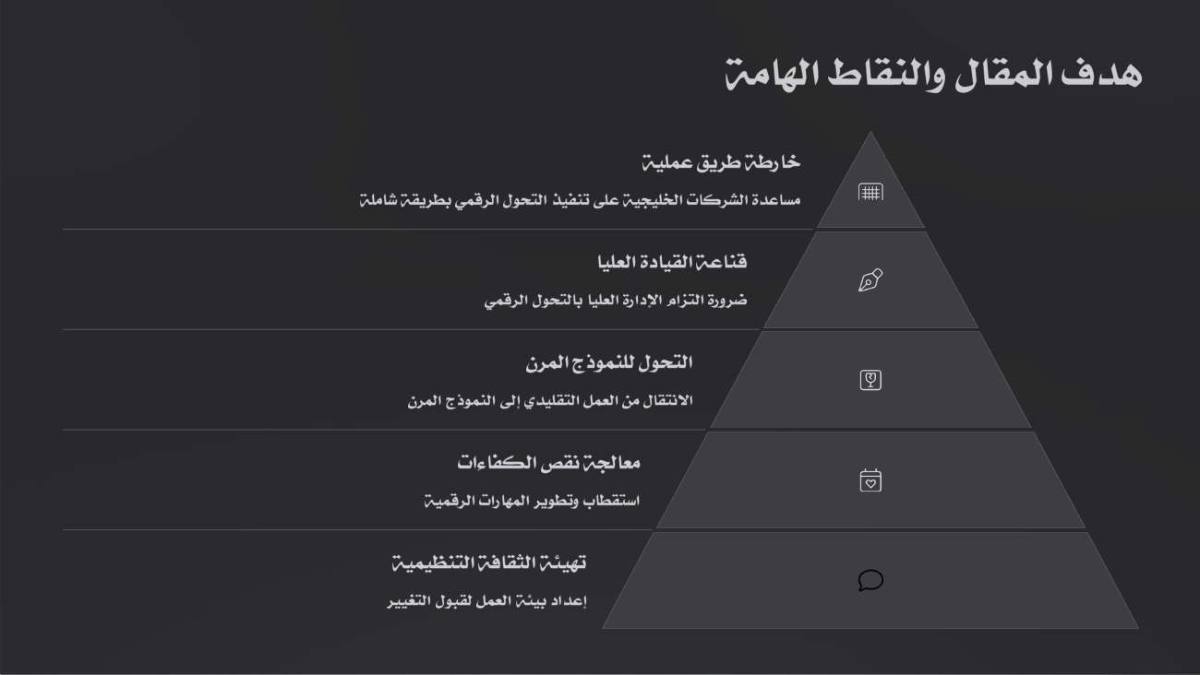 هدف المقال والنقاط الهامة
خارطة طريق عملية
مساعدة الشركات الخليجية على تنفيذ التحول الرقمي بطريقة شاملة
قناعة القيادة العليا
ضرورة التزام الإدارة العليا بالتحول الرقمي
التحول للنموذج المرن
الانتقال من العمل التقليدي إلى النموذج المرن
معالجة نقص الكفاءات
استقطاب وتطوير المهارات الرقمية
تهيئة الثقافة التنظيمية
إعداد بيئة العمل لقبول التغيير